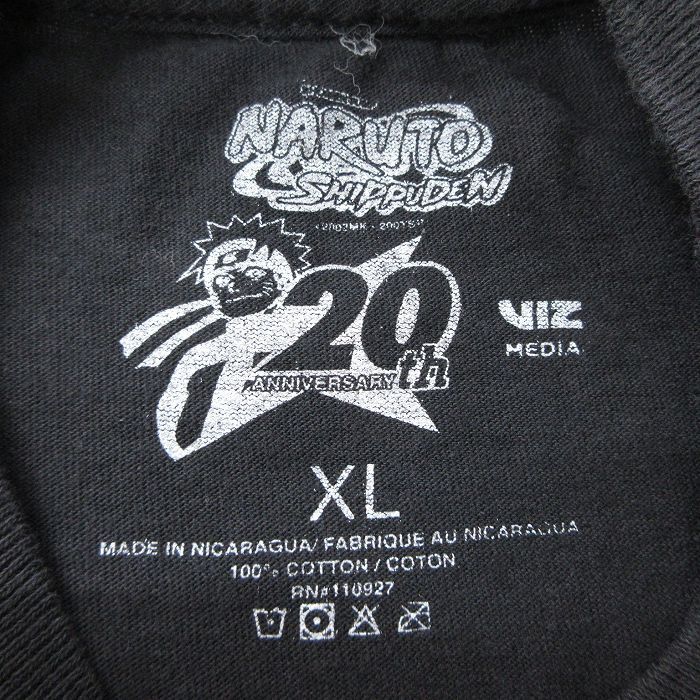 NARUTO
SHIPPUDEN
20th
ANNIVERSARY
VIZ
MEDIA
XL
MADE IN NICARAGUA/ FABRIQUE AU NICARAGUA
100% COTTON / COTON
RN#110927